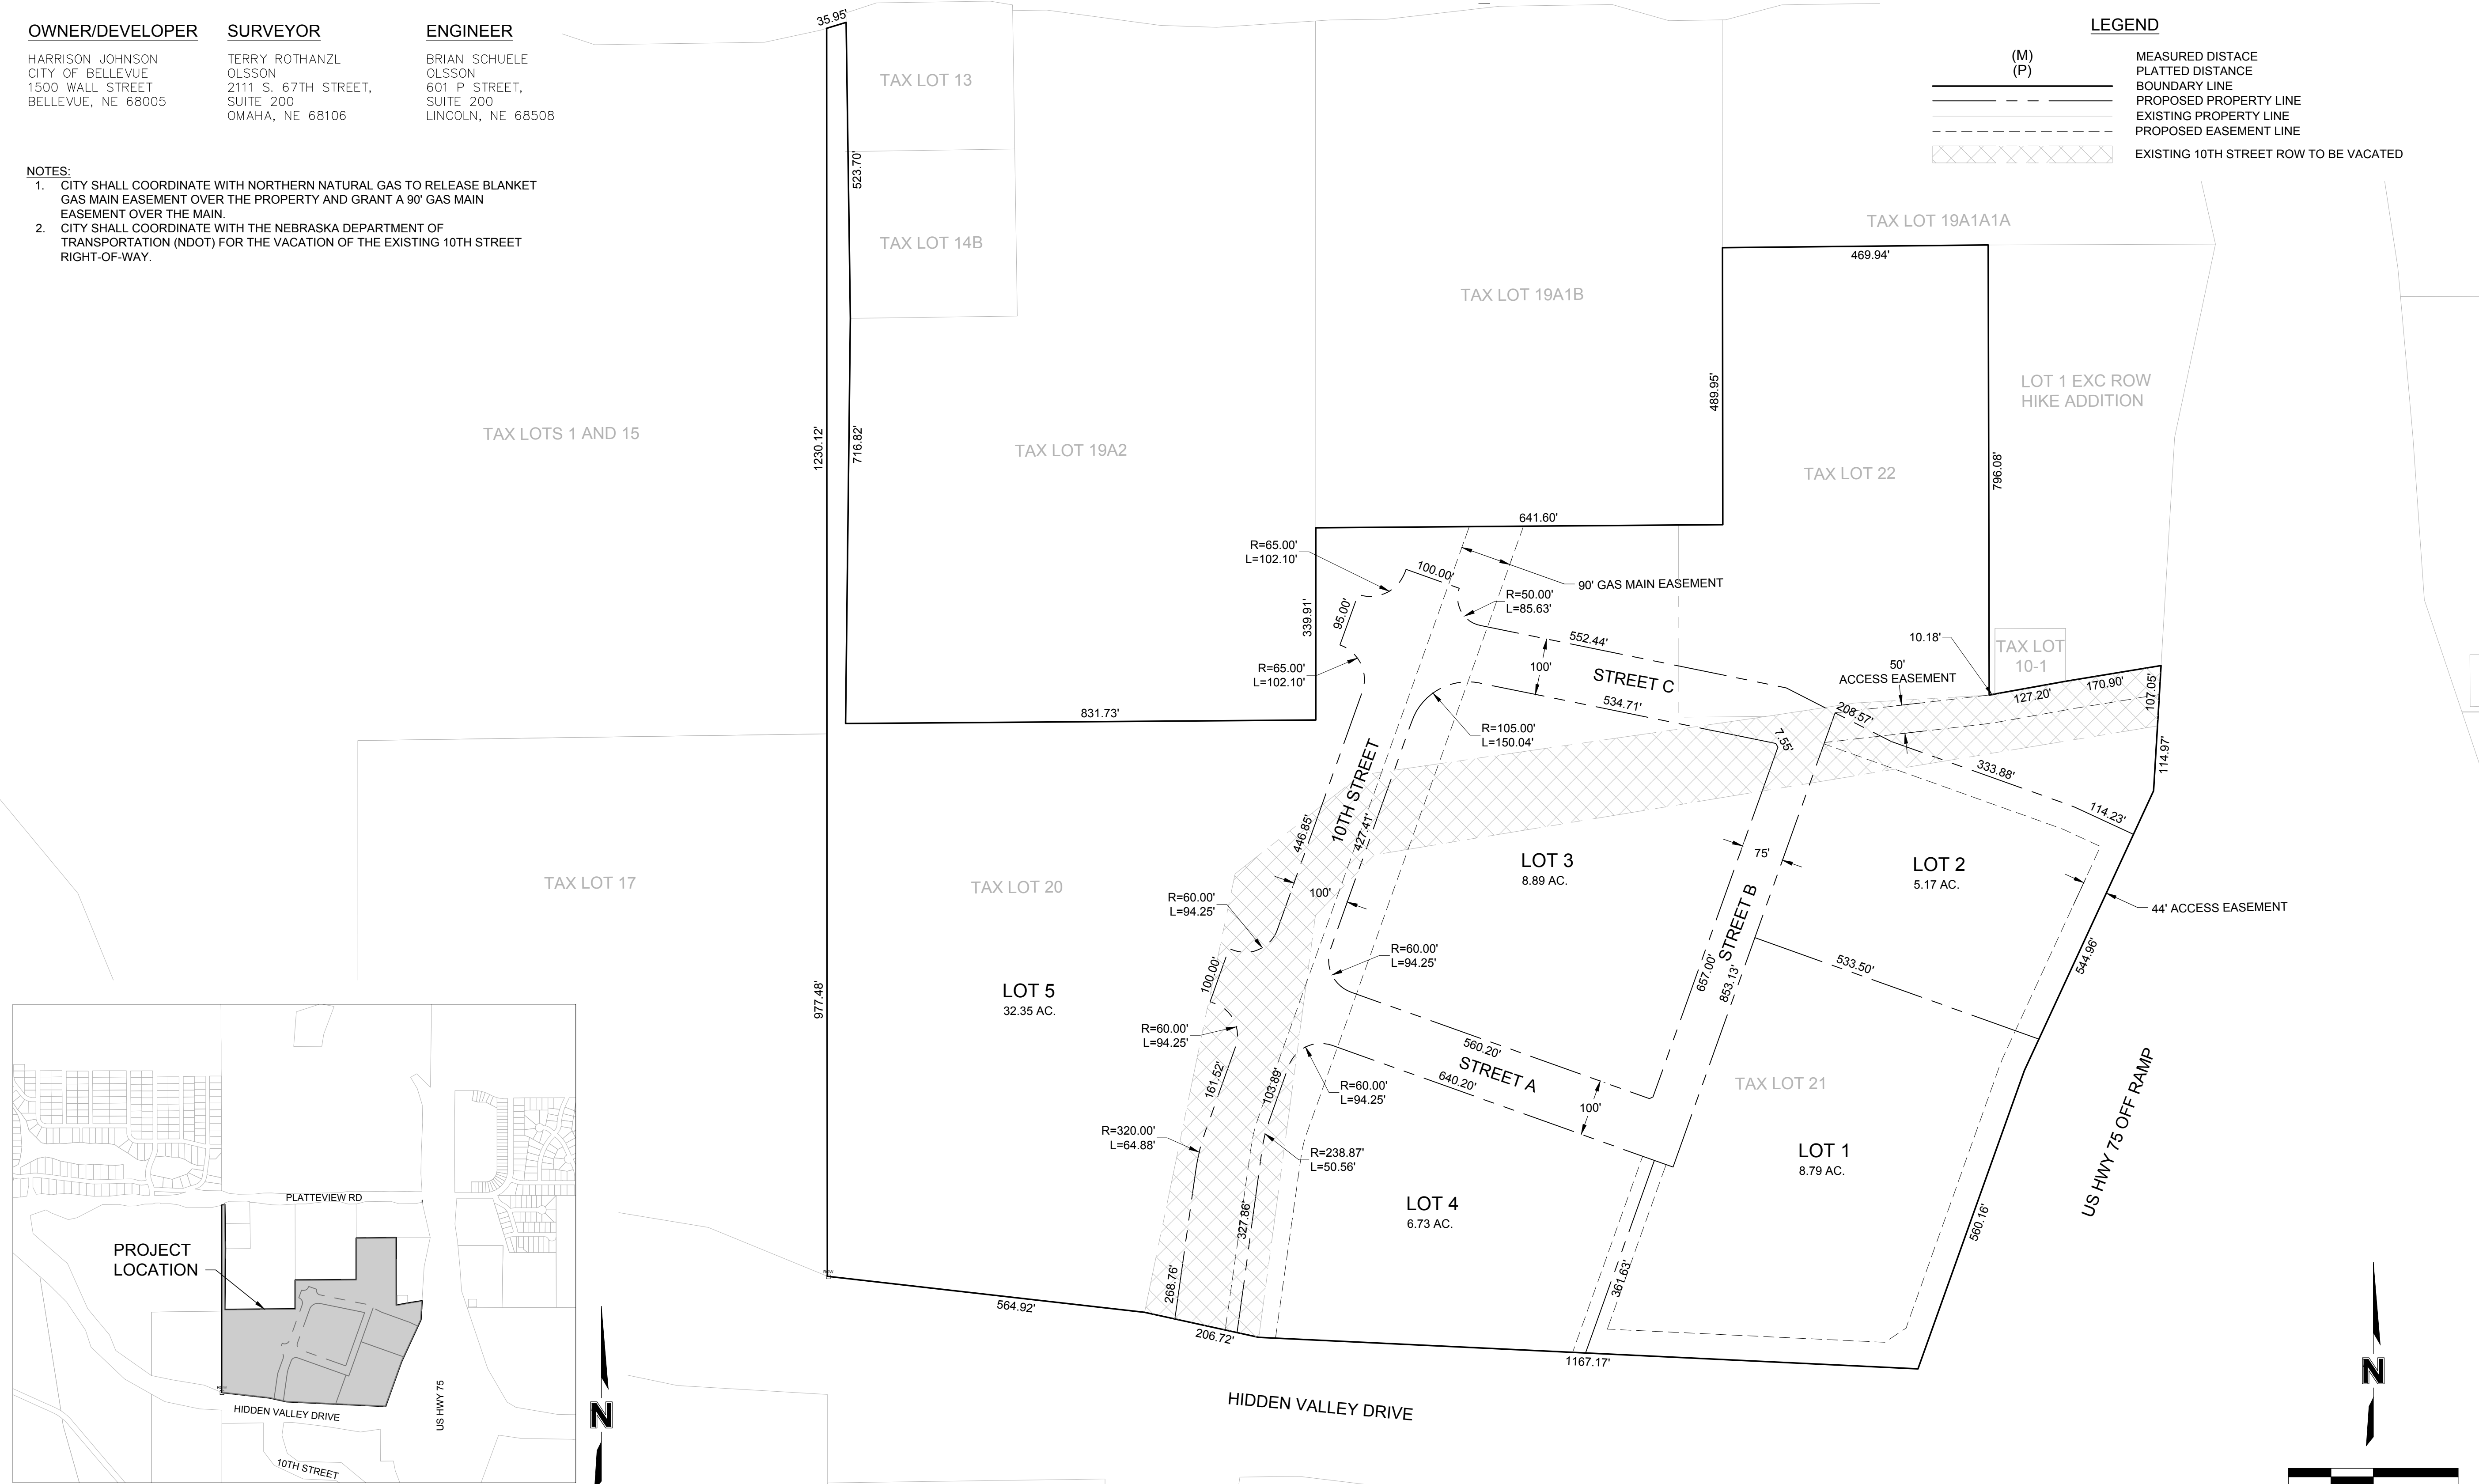 OWNER/DEVELOPER
HARRISON JOHNSON
CITY OF BELLEVUE
1500 WALL STREET
BELLEVUE, NE 68005
SURVEYOR
TERRY ROTHANZL
OLSSON
2111 S. 67TH STREET,
SUITE 200
OMAHA, NE 68106
ENGINEER
BRIAN SCHUELE
OLSSON
601 P STREET,
SUITE 200
LINCOLN, NE 68508
NOTES:
1. CITY SHALL COORDINATE WITH NORTHERN NATURAL GAS TO RELEASE BLANKET
GAS MAIN EASEMENT OVER THE PROPERTY AND GRANT A 90' GAS MAIN
EASEMENT OVER THE MAIN.
2. CITY SHALL COORDINATE WITH THE NEBRASKA DEPARTMENT OF
TRANSPORTATION (NDOT) FOR THE VACATION OF THE EXISTING 10TH STREET
RIGHT-OF-WAY.
LEGEND
(M) MEASURED DISTACE
(P) PLATTED DISTANCE
BOUNDARY LINE
PROPOSED PROPERTY LINE
EXISTING PROPERTY LINE
PROPOSED EASEMENT LINE
EXISTING 10TH STREET ROW TO BE VACATED
35.95'
TAX LOT 13
523.70'
TAX LOT 14B
TAX LOT 19A1A1A
469.94'
TAX LOT 19A1B
489.95'
LOT 1 EXC ROW
HIKE ADDITION
TAX LOTS 1 AND 15
1230.12'
716.82'
TAX LOT 19A2
TAX LOT 22
796.08'
641.60'
R=65.00'
L=102.10'
100.00'
90' GAS MAIN EASEMENT
R=50.00'
L=85.63'
339.91'
95.00'
552.44'
10.18'
TAX LOT
10-1
R=65.00'
L=102.10'
100'
STREET C
50'
ACCESS EASEMENT
127.20'
170.90'
107.05'
534.71'
831.73'
208.57'
R=105.00'
L=150.04'
7.55'
114.97'
10TH STREET
333.88'
114.23'
446.85'
427.41'
75'
LOT 3
8.89 AC.
LOT 2
5.17 AC.
TAX LOT 17
TAX LOT 20
100'
R=60.00'
L=94.25'
44' ACCESS EASEMENT
STREET B
R=60.00'
L=94.25'
533.50'
544.96'
100.00'
657.00'
853.13'
977.48'
LOT 5
32.35 AC.
R=60.00'
L=94.25'
560.20'
STREET A
640.20'
161.52'
103.89'
R=60.00'
L=94.25'
100'
TAX LOT 21
US HWY 75 OFF RAMP
R=320.00'
L=64.88'
R=238.87'
L=50.56'
LOT 1
8.79 AC.
LOT 4
6.73 AC.
327.86'
560.16'
268.76'
361.63'
564.92'
206.72'
1167.17'
HIDDEN VALLEY DRIVE
N
PLATTEVIEW RD
PROJECT
LOCATION
US HWY 75
HIDDEN VALLEY DRIVE
10TH STREET
N